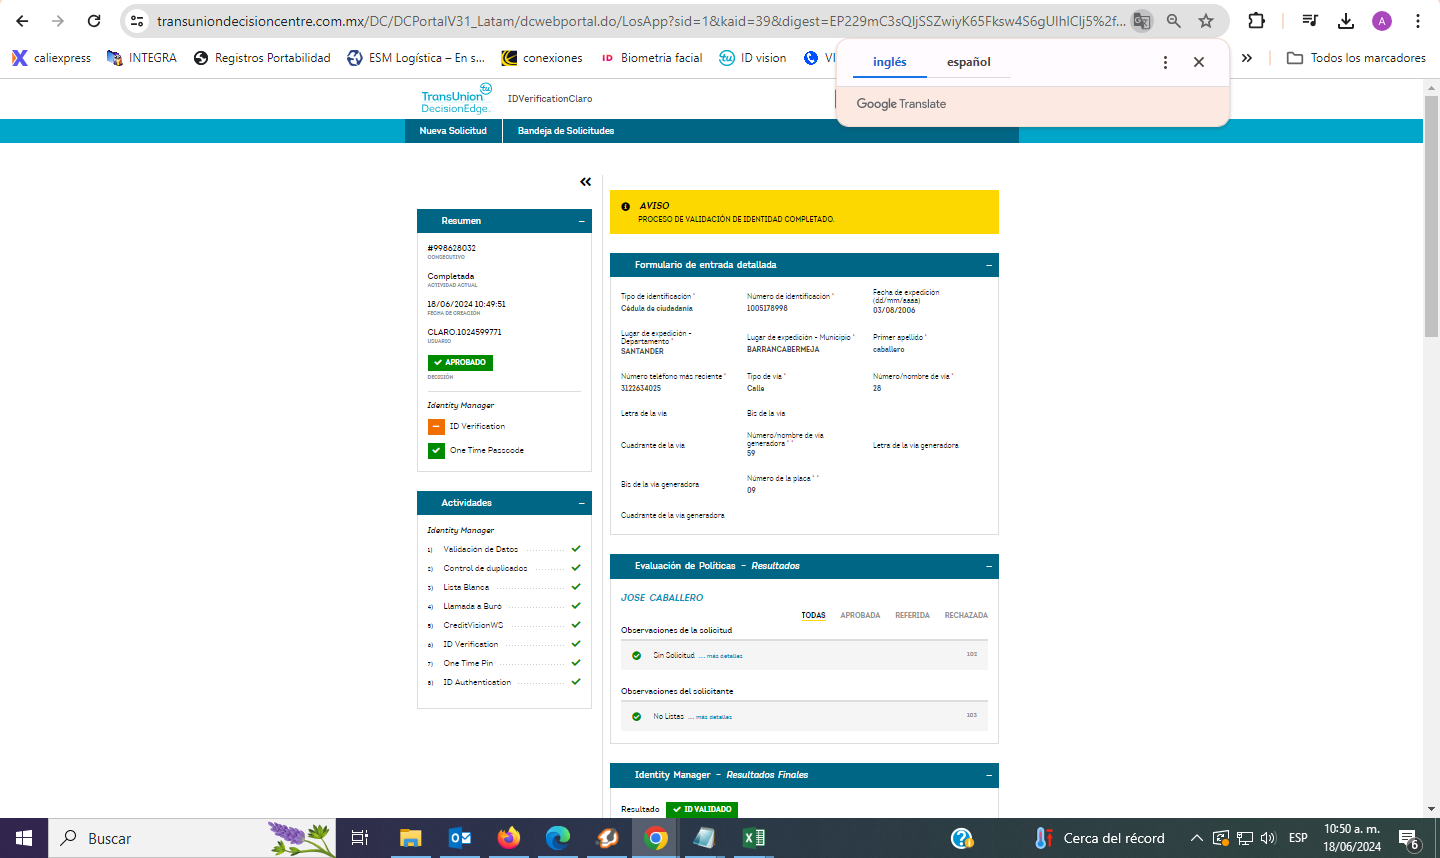 transuniondecisioncentre.com.mx/DC/DCPortalV31_Latam/dcwebportal.do/LosApp?sid=1&kaid=39&digest=EP229mC3sQIjSSZwiyK65Fksw4S6gUIhIClj5%2f...
A
caliexpress
INTEGRA
Registros Portabilidad
ESM Logística – En s...
conexiones
ID Biometria facial
ID vision
VI
» Todos los marcadores
inglés español
Google Translate
TransUnion tu
DecisionEdge.
IDVerificationClaro
Nueva Solicitud Bandeja de Solicitudes
Resumen
#998628032
CONSECUTIVO
Completada
ACTIVIDAD ACTUAL
18/06/2024 10:49:51
FECHA DE CREACIÓN
CLARO.1024599771
USUARIO
APROBADO
DECISIÓN
Identity Manager
ID Verification
One Time Passcode
Actividades
Identity Manager
1) Validación de Datos
2) Control de duplicados
3) Lista Blanca
4) Llamada a Buró
5) CreditVisionWS
6) ID Verification
7) One Time Pin
8) ID Authentication
AVISO
PROCESO DE VALIDACIÓN DE IDENTIDAD COMPLETADO.
Formulario de entrada detallada
Tipo de identificación *
Cédula de ciudadanía
Número de identificación *
1005178998
Fecha de expedición
(dd/mm/aaaa)
03/08/2006
Lugar de expedición -
Departamento *
SANTANDER
Lugar de expedición - Municipio *
BARRANCABERMEJA
Primer apellido *
caballero
Número teléfono más reciente *
3122634025
Tipo de vía *
Calle
Número/nombre de vía *
28
Letra de la vía
Bis de la vía
Cuadrante de la vía
Número/nombre de vía
generadora * *
59
Letra de la vía generadora
Bis de la vía generadora
Número de la placa * *
09
Cuadrante de la vía generadora
Evaluación de Políticas - Resultados
JOSE CABALLERO
TODAS APROBADA REFERIDA RECHAZADA
Observaciones de la solicitud
Sin Solicitud .... más detalles 102
Observaciones del solicitante
No Listas .... más detalles 103
Identity Manager - Resultados Finales
Resultado ID VALIDADO
Buscar
Cerca del récord
ESP
10:50 a. m.
18/06/2024
6